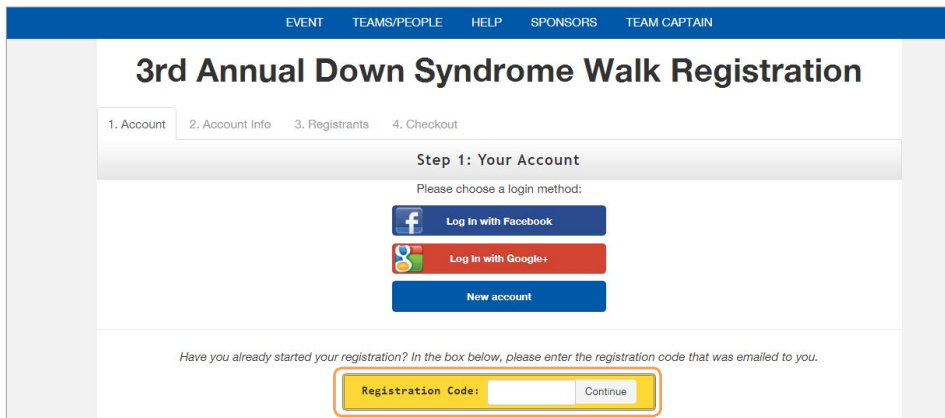 EVENT TEAMS/PEOPLE HELP SPONSORS TEAM CAPTAIN
3rd Annual Down Syndrome Walk Registration
1. Account 2. Account Info 3. Registrants 4. Checkout
Step 1: Your Account
Please choose a login method:
f Log In with Facebook
g Log In with Google+
New account
Have you already started your registration? In the box below, please enter the registration code that was emailed to you.
Registration Code: Continue